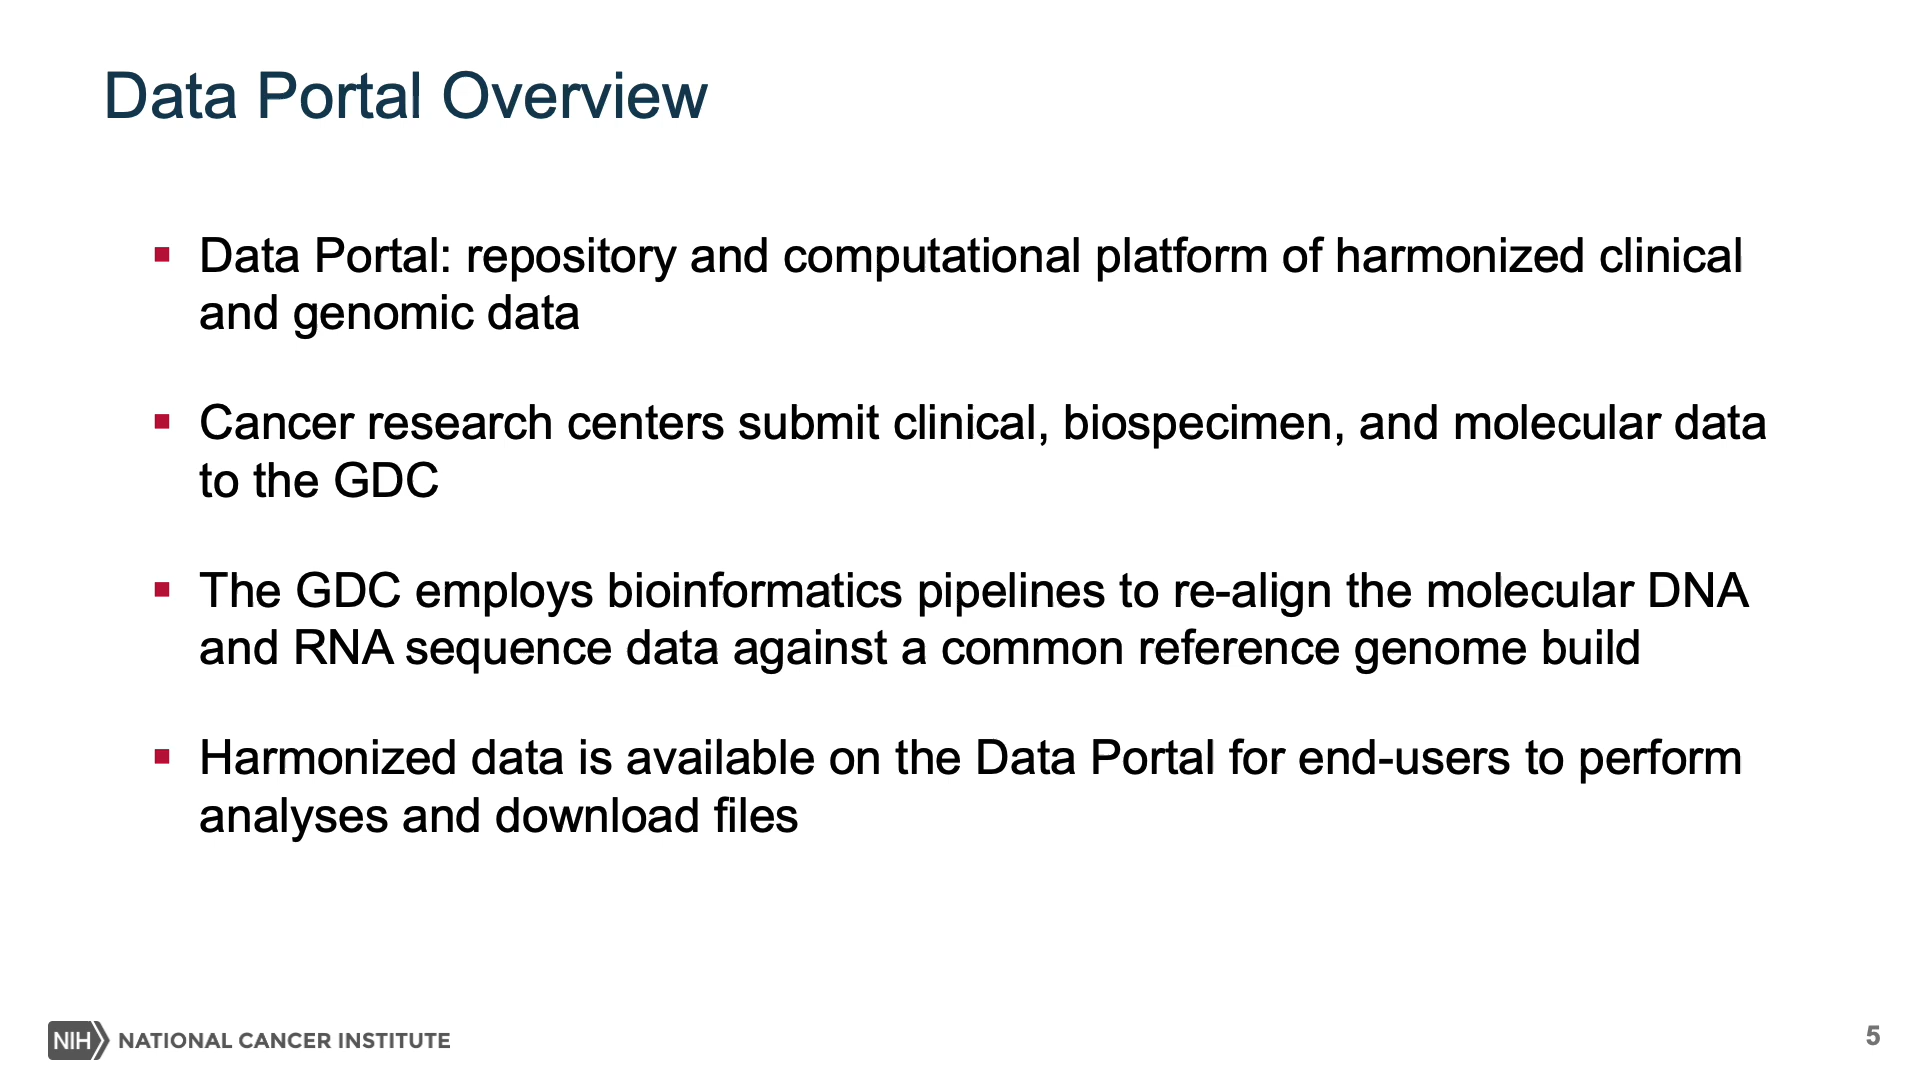 Data Portal Overview
▪ Data Portal: repository and computational platform of harmonized clinical
and genomic data
▪ Cancer research centers submit clinical, biospecimen, and molecular data
to the GDC
▪ The GDC employs bioinformatics pipelines to re-align the molecular DNA
and RNA sequence data against a common reference genome build
▪ Harmonized data is available on the Data Portal for end-users to perform
analyses and download files
NIH NATIONAL CANCER INSTITUTE
5